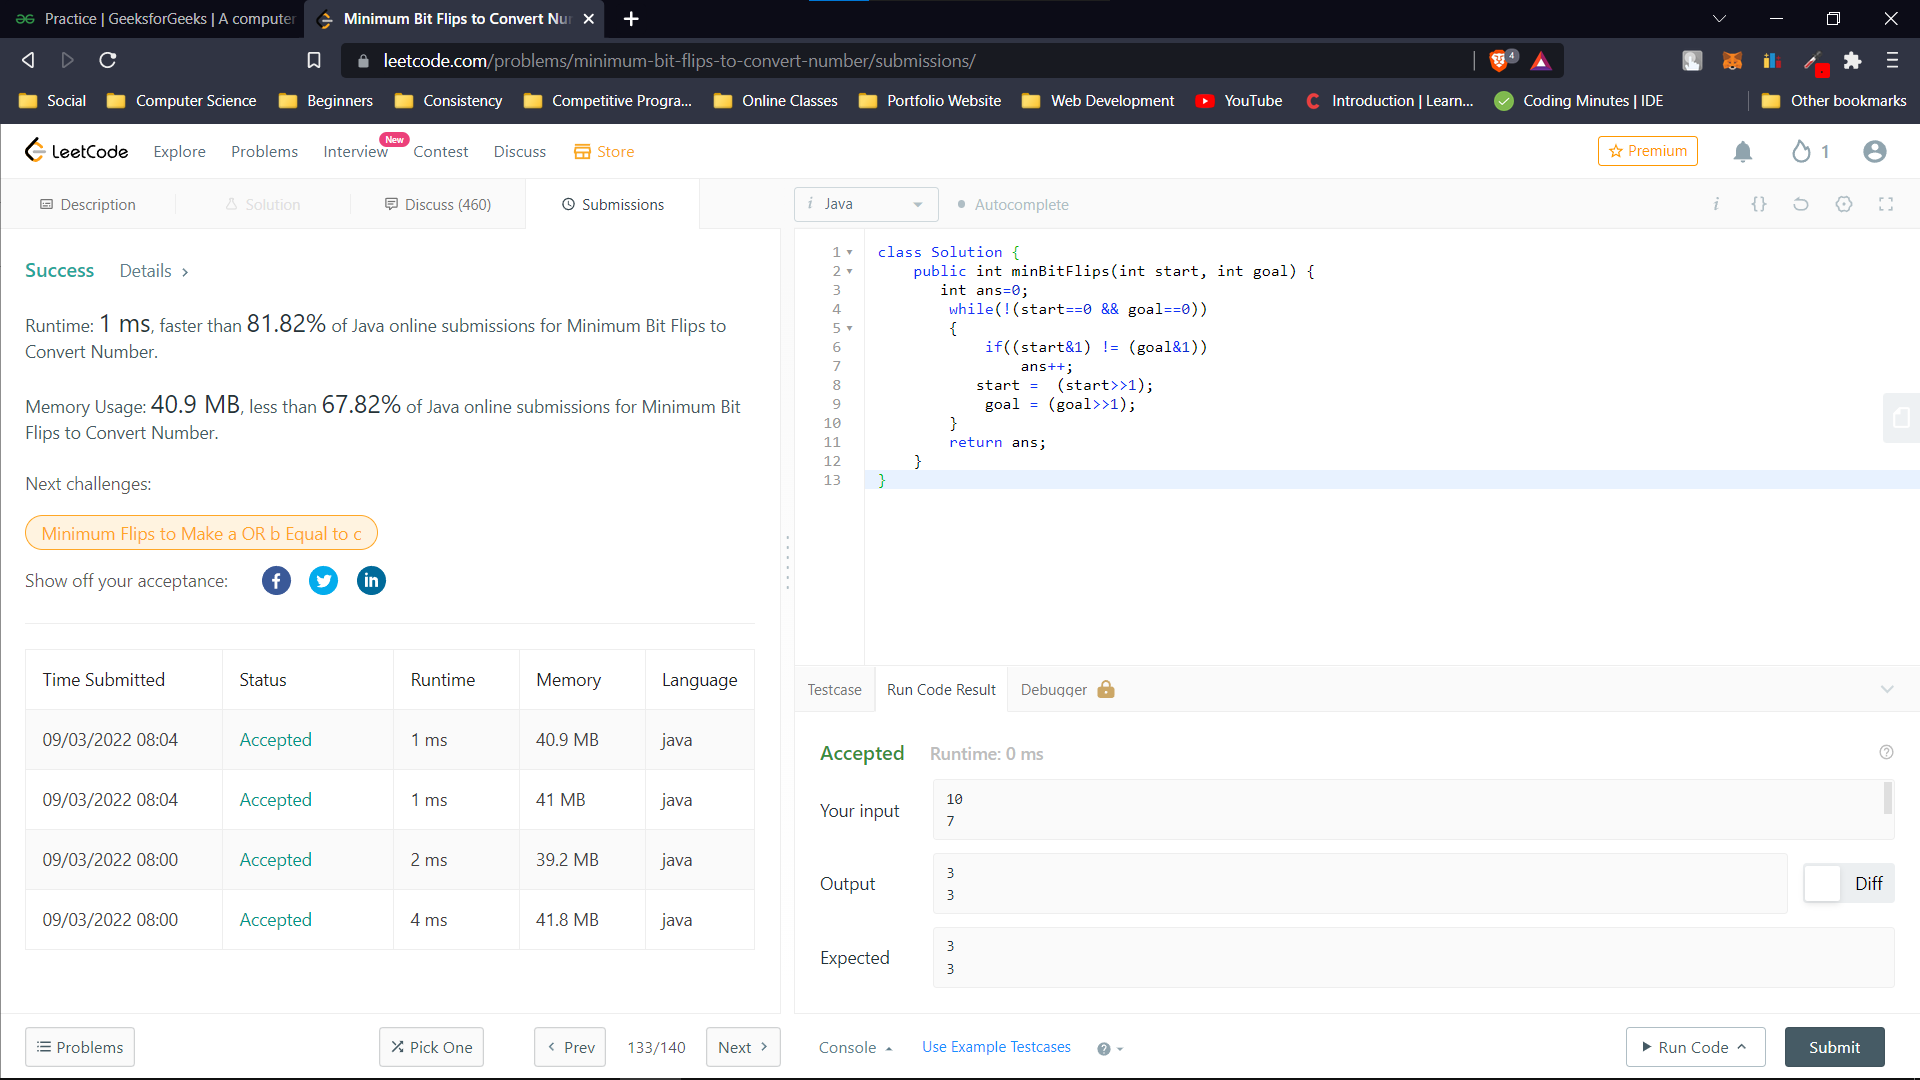 Practice | GeeksforGeeks | A computer
Minimum Bit Flips to Convert Nu
leetcode.com/problems/minimum-bit-flips-to-convert-number/submissions/
4
Social Computer Science Beginners Consistency Competitive Progra... Online Classes Portfolio Website Web Development YouTube Introduction | Learn... Coding Minutes | IDE Other bookmarks
LeetCode Explore Problems Interview New Contest Discuss Store Premium 1
Description Solution Discuss (460) Submissions
i Java Autocomplete i {}
Success Details >
Runtime: 1 ms, faster than 81.82% of Java online submissions for Minimum Bit Flips to
Convert Number.
Memory Usage: 40.9 MB, less than 67.82% of Java online submissions for Minimum Bit
Flips to Convert Number.
Next challenges:
Minimum Flips to Make a OR b Equal to c
Show off your acceptance: f in
Time Submitted Status Runtime Memory Language
09/03/2022 08:04 Accepted 1 ms 40.9 MB java
09/03/2022 08:04 Accepted 1 ms 41 MB java
09/03/2022 08:00 Accepted 2 ms 39.2 MB java
09/03/2022 08:00 Accepted 4 ms 41.8 MB java
1 class Solution {
2 public int minBitFlips(int start, int goal) {
3 int ans=0;
4 while(!(start==0 && goal==0))
5 {
6 if((start&1) != (goal&1))
7 ans++;
8 start = (start>>1);
9 goal = (goal>>1);
10 }
11 return ans;
12 }
13 }
Testcase Run Code Result Debugger
Accepted Runtime: 0 ms ?
Your input
10
7
Output
3
3
Diff
Expected
3
3
Problems Pick One < Prev 133/140 Next >
Console Use Example Testcases ? Run Code Submit